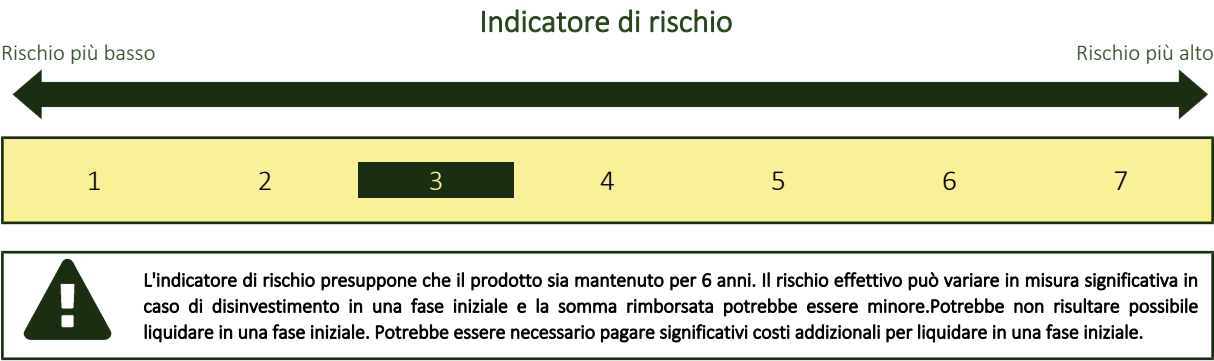 Indicatore di rischio
Rischio più basso
Rischio più alto
1 2 3 4 5 6 7
L'indicatore di rischio presuppone che il prodotto sia mantenuto per 6 anni. Il rischio effettivo può variare in misura significativa in
caso di disinvestimento in una fase iniziale e la somma rimborsata potrebbe essere minore.Potrebbe non risultare possibile
liquidare in una fase iniziale. Potrebbe essere necessario pagare significativi costi addizionali per liquidare in una fase iniziale.